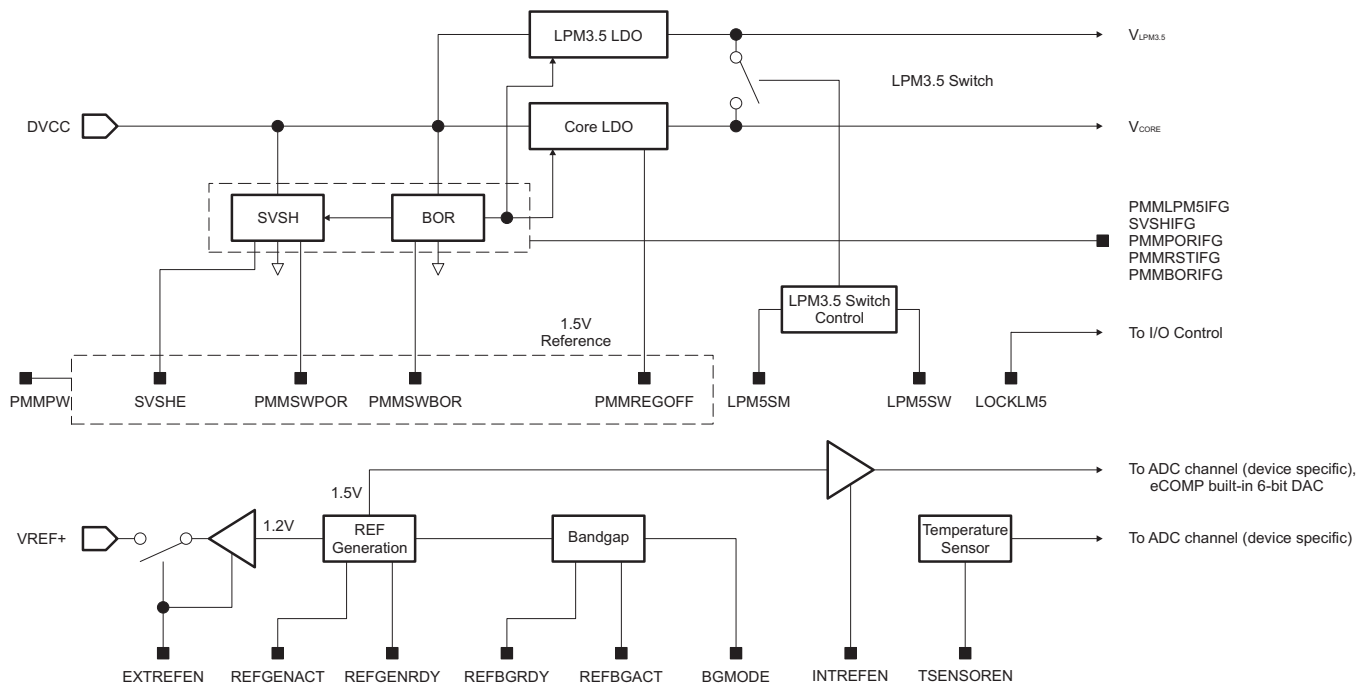 LPM3.5 LDO
VLPM3.5
LPM3.5 Switch
DVCC
Core LDO
VCORE
SVSH
BOR
PMMLPM5IFG
SVSHIFG
PMMPORIFG
PMMRSTIFG
PMMBORIFG
LPM3.5 Switch
Control
1.5V
Reference
To I/O Control
PMMPW
SVSHE
PMMSWPOR
PMMSWBOR
PMMREGOFF
LPM5SM
LPM5SW
LOCKLM5
To ADC channel (device specific),
eCOMP built-in 6-bit DAC
1.5V
VREF+
1.2V
REF
Generation
Bandgap
Temperature
Sensor
To ADC channel (device specific)
EXTREFEN
REFGENACT
REFGENRDY
REFBGRDY
REFBGACT
BGMODE
INTREFEN
TSENSOREN